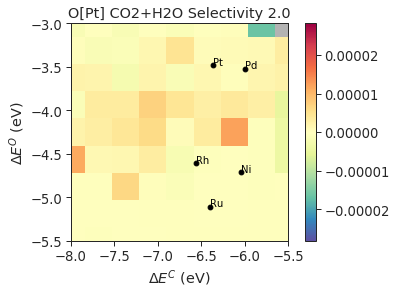 O[Pt] CO2+H2O Selectivity 2.0
−3.0
−3.5
−4.0
−4.5
−5.0
−5.5
ΔE^O (eV)
Pt
Pd
Rh
Ni
Ru
−8.0 −7.5 −7.0 −6.5 −6.0 −5.5
ΔE^C (eV)
0.00002
0.00001
0.00000
−0.00001
−0.00002